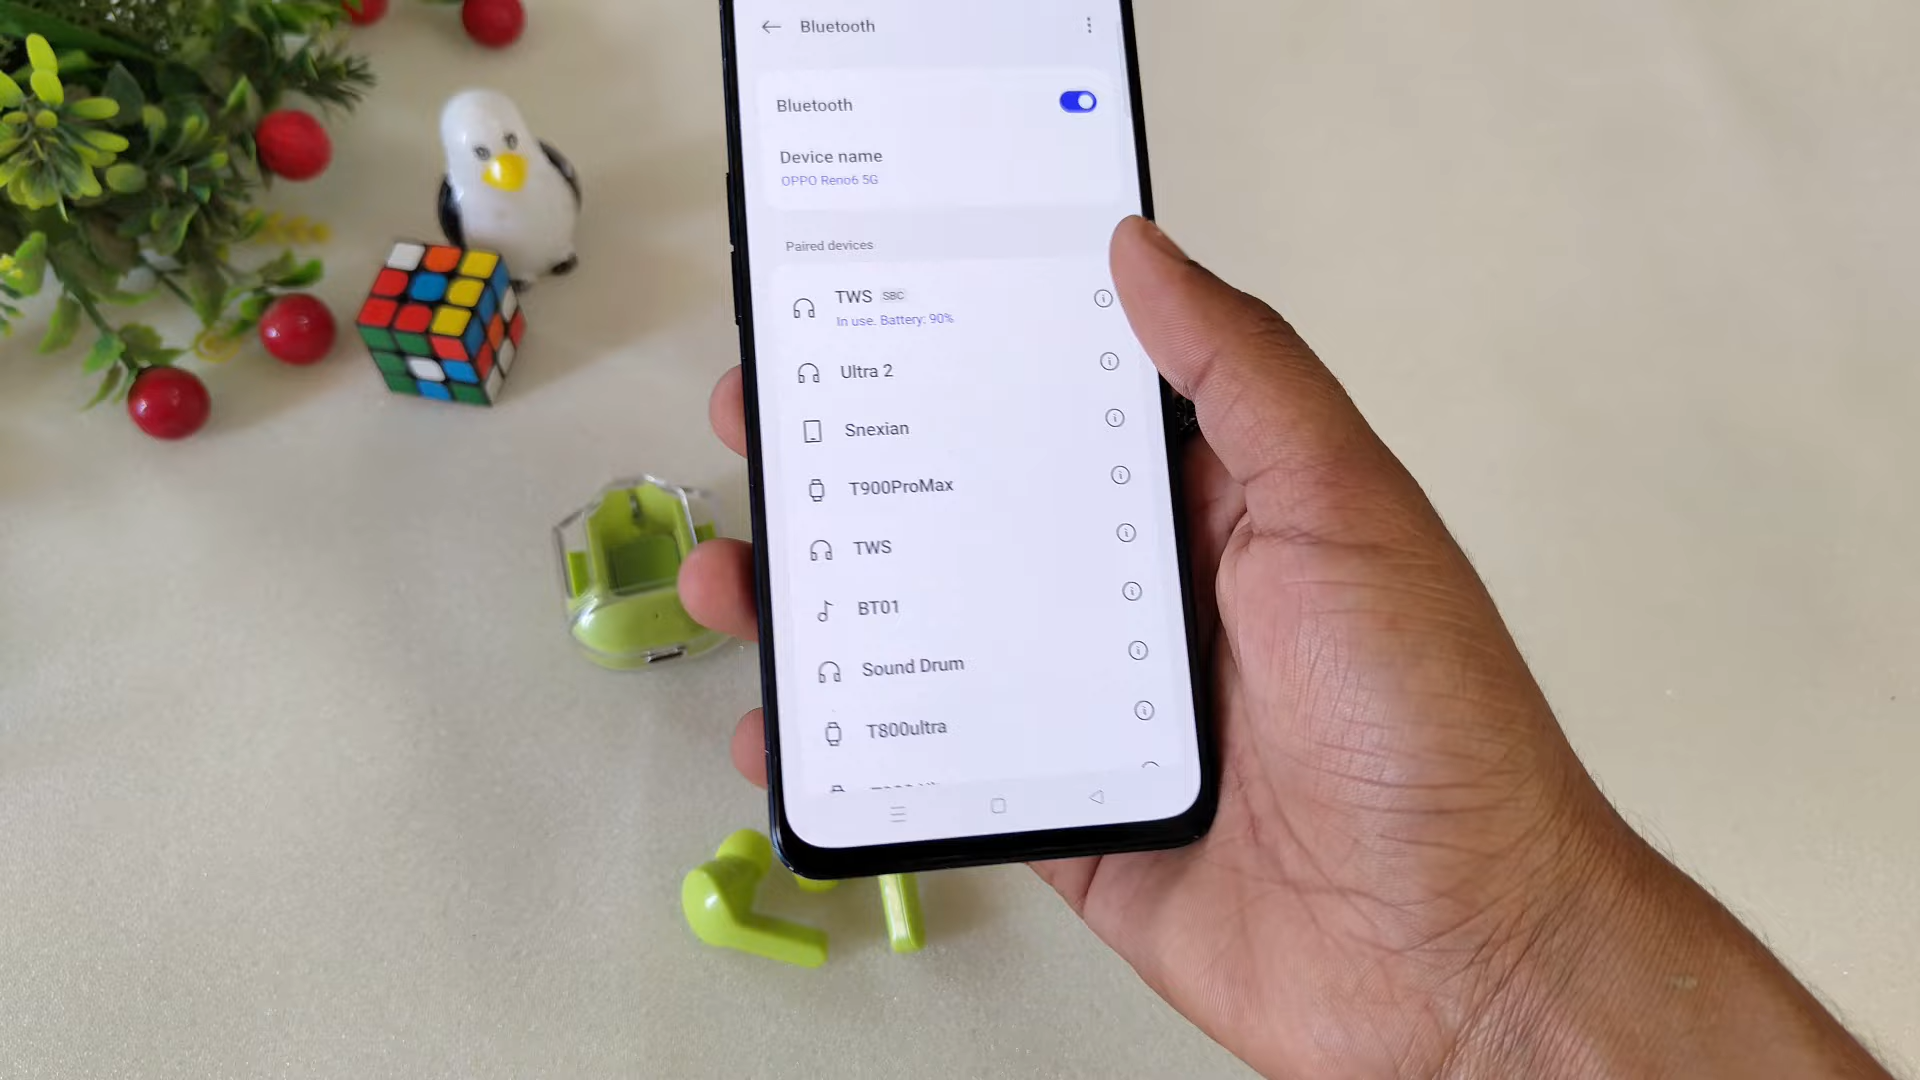 Bluetooth
Bluetooth
Device name
OPPO Reno6 5G
Paired devices
TWS SBC
In use. Battery: 90%
Ultra 2
Snexian
T900ProMax
TWS
BT01
Sound Drum
T800ultra